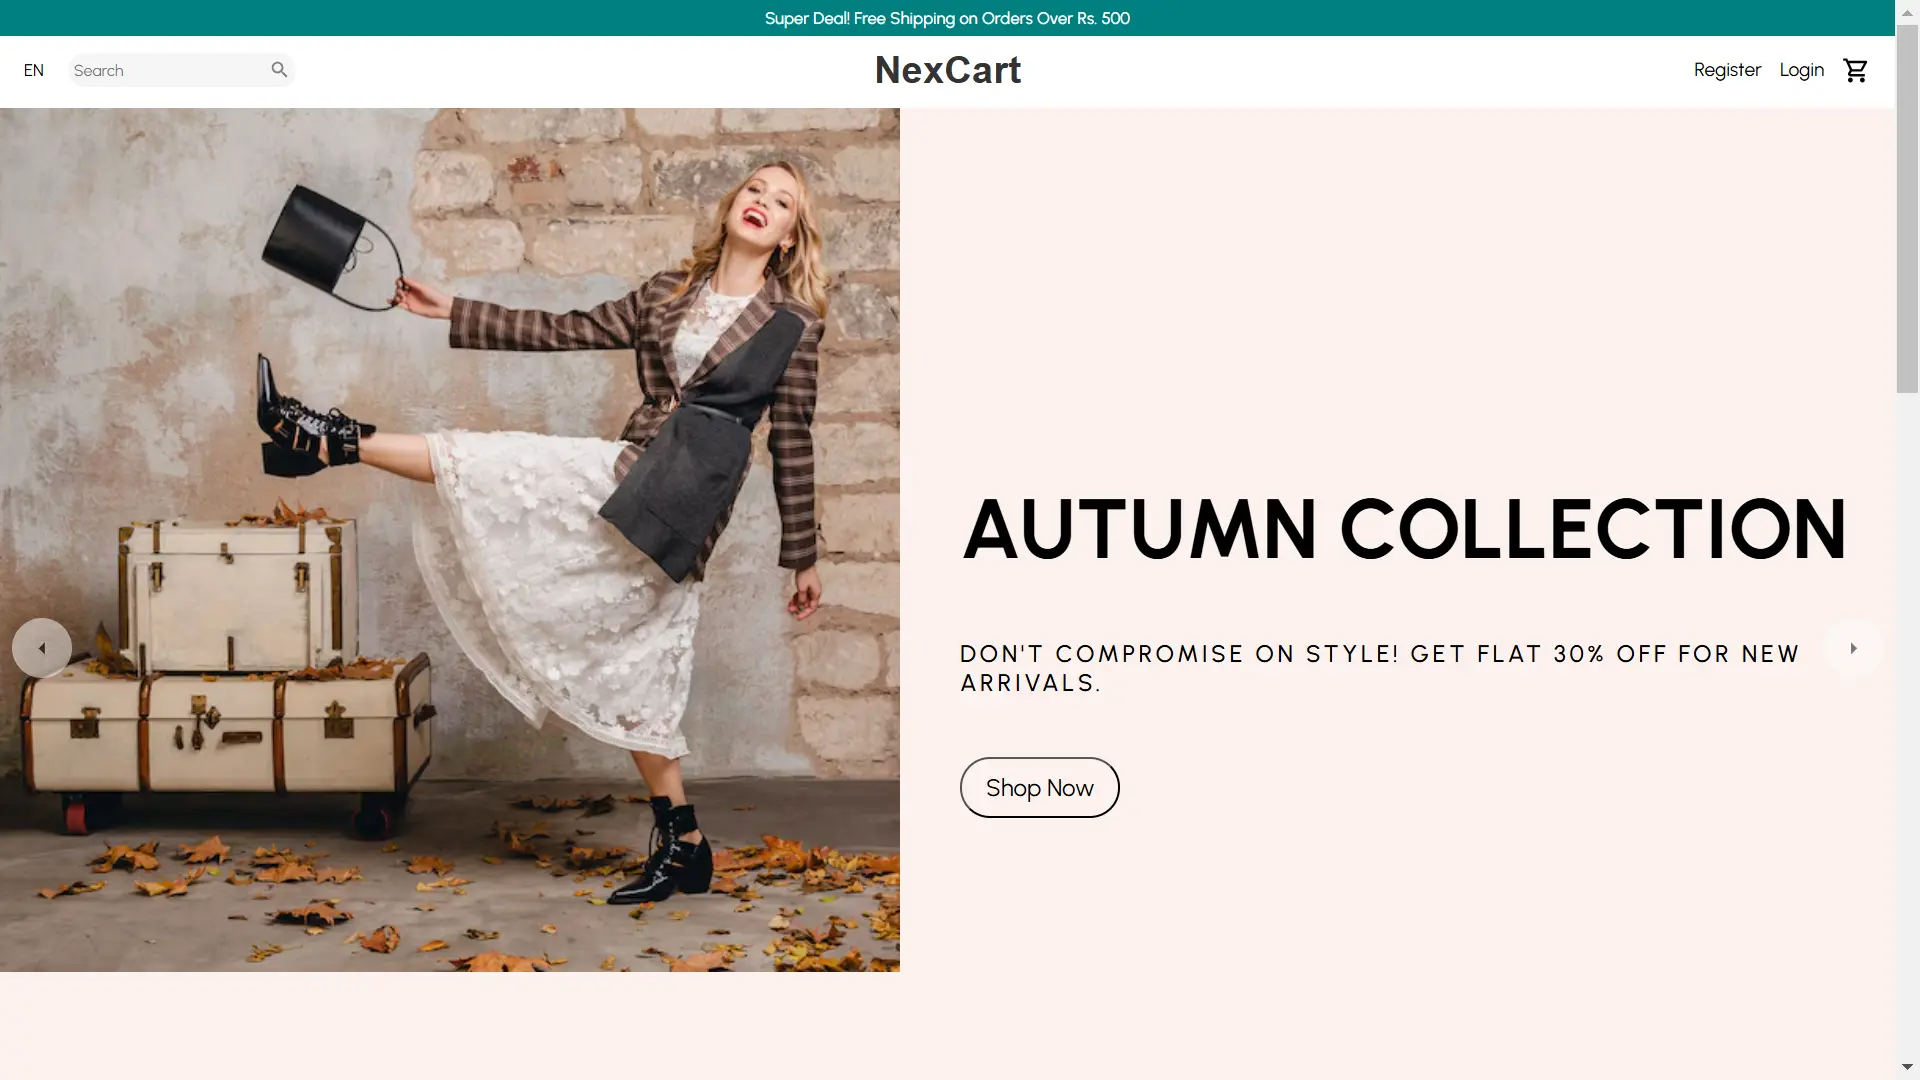 Super Deal! Free Shipping on Orders Over Rs. 500
EN
Search
NexCart
Register
Login
AUTUMN COLLECTION
DON'T COMPROMISE ON STYLE! GET FLAT 30% OFF FOR NEW
ARRIVALS.
Shop Now